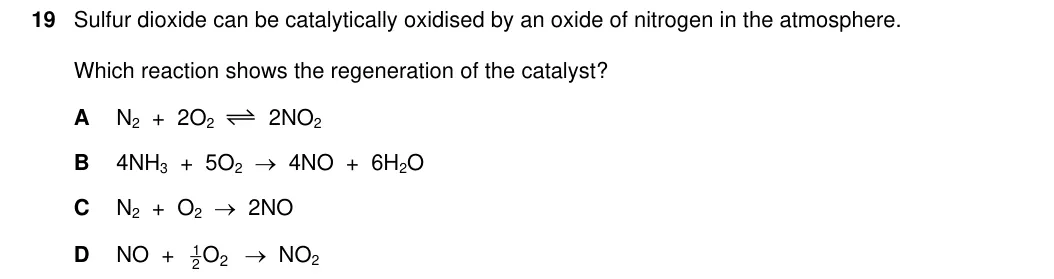 19 Sulfur dioxide can be catalytically oxidised by an oxide of nitrogen in the atmosphere.
Which reaction shows the regeneration of the catalyst?
A N₂ + 2O₂ ⇌ 2NO₂
B 4NH₃ + 5O₂ → 4NO + 6H₂O
C N₂ + O₂ → 2NO
D NO + ½O₂ → NO₂